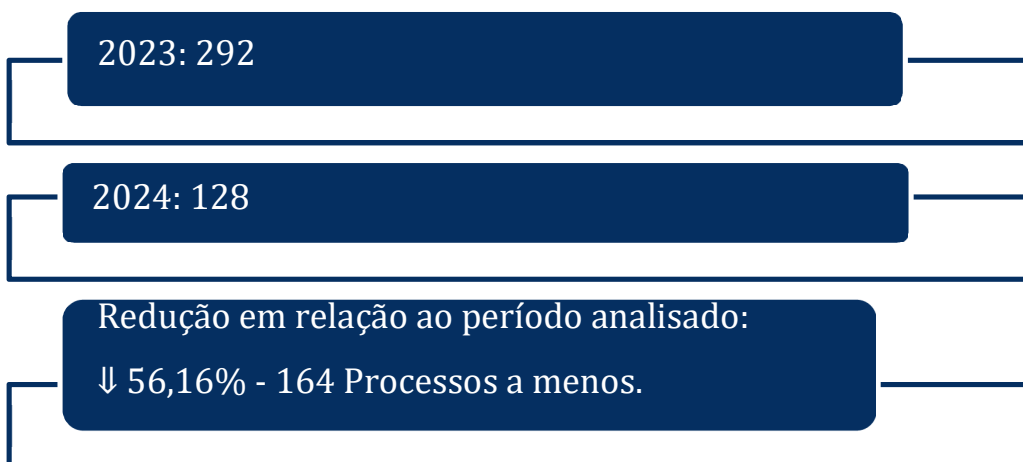 2023: 292
2024: 128
Redução em relação ao período analisado:
⇓ 56,16% - 164 Processos a menos.